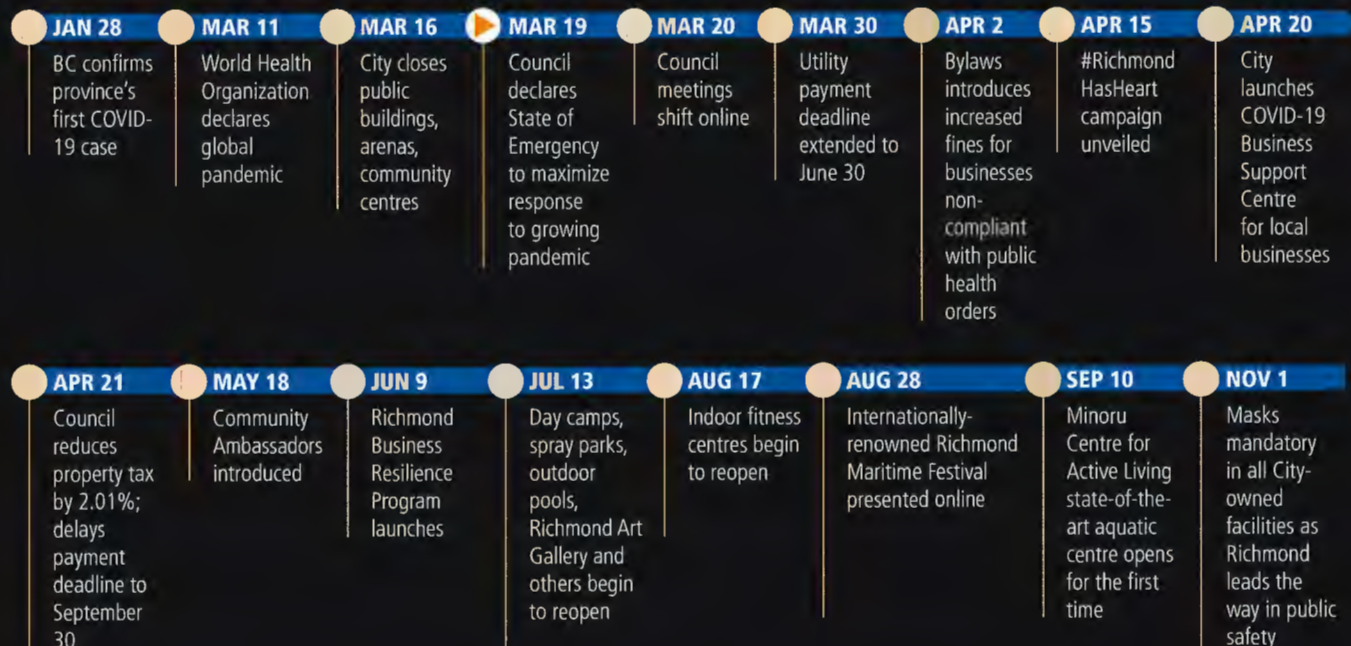 JAN 28
BC confirms
province's
first COVID-
19 case
MAR 11
World Health
Organization
declares
global
pandemic
MAR 16
City closes
public
buildings,
arenas,
community
centres
MAR 19
Council
declares
State of
Emergency
to maximize
response
to growing
pandemic
MAR 20
Council
meetings
shift online
MAR 30
Utility
payment
deadline
extended to
June 30
APR 2
Bylaws
introduces
increased
fines for
businesses
non-
compliant
with public
health
orders
APR 15
#Richmond
HasHeart
campaign
unveiled
APR 20
City
launches
COVID-19
Business
Support
Centre
for local
businesses
APR 21
Council
reduces
property tax
by 2.01%;
delays
payment
deadline to
September
30
MAY 18
Community
Ambassadors
introduced
JUN 9
Richmond
Business
Resilience
Program
launches
JUL 13
Day camps,
spray parks,
outdoor
pools,
Richmond Art
Gallery and
others begin
to reopen
AUG 17
Indoor fitness
centres begin
to reopen
AUG 28
Internationally-
renowned Richmond
Maritime Festival
presented online
SEP 10
Minoru
Centre for
Active Living
state-of-the-
art aquatic
centre opens
for the first
time
NOV 1
Masks
mandatory
in all City-
owned
facilities as
Richmond
leads the
way in public
safety